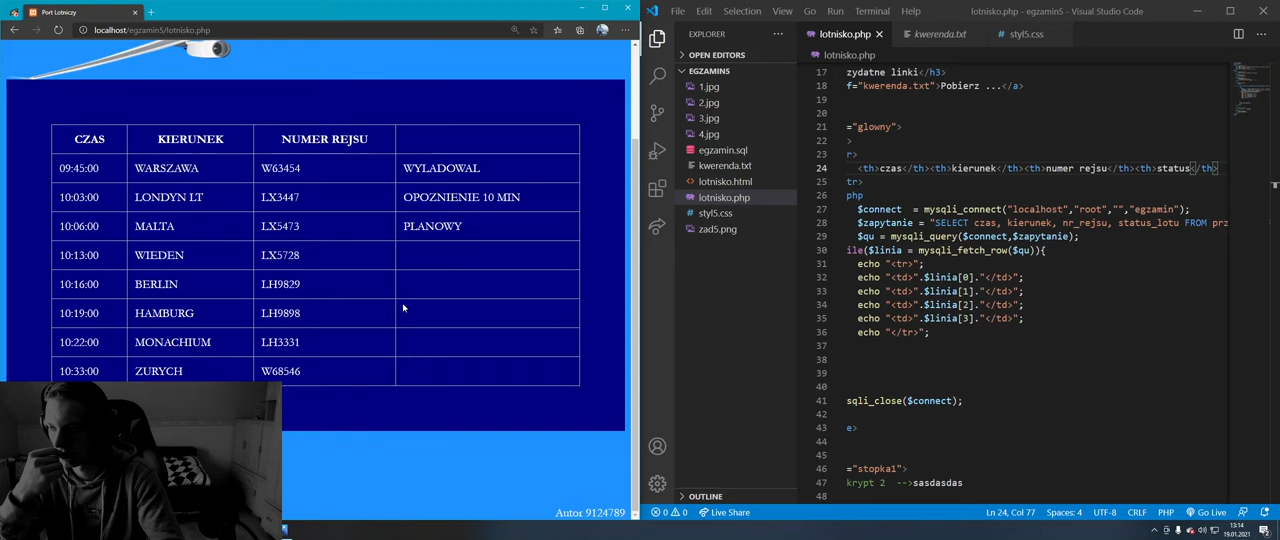 Port Lotniczy
localhost/egzamin5/lotnisko.php
CZAS KIERUNEK NUMER REJSU
09:45:00 WARSZAWA W63454 WYLADOWAL
10:03:00 LONDYN LT LX3447 OPOZNIENIE 10 MIN
10:06:00 MALTA LX5473 PLANOWY
10:13:00 WIEDEN LX5728
10:16:00 BERLIN LH9829
10:19:00 HAMBURG LH9898
10:22:00 MONACHIUM LH3331
10:33:00 ZURYCH W68546
Autor 9124789
File Edit Selection View Go Run Terminal Help lotnisko.php - egzamin5 - Visual Studio Code
EXPLORER
OPEN EDITORS
EGZAMIN5
1.jpg
2.jpg
3.jpg
4.jpg
egzamin.sql
kwerenda.txt
lotnisko.html
lotnisko.php
styl5.css
zad5.png
OUTLINE
lotnisko.php kwerenda.txt styl5.css
lotnisko.php
17 zydatne linki</h3>
18 f="kwerenda.txt">Pobierz ...</a>
19
20
21 ="glowny">
22 >
23 r>
24 <th>czas</th><th>kierunek</th><th>numer rejsu</th><th>status</th>
25 tr>
26 php
27 $connect = mysqli_connect("localhost","root","","egzamin");
28 $zapytanie = "SELECT czas, kierunek, nr_rejsu, status_lotu FROM prz
29 $qu = mysqli_query($connect,$zapytanie);
30 ile($linia = mysqli_fetch_row($qu)){
31 echo "<tr>";
32 echo "<td>".$linia[0]."</td>";
33 echo "<td>".$linia[1]."</td>";
34 echo "<td>".$linia[2]."</td>";
35 echo "<td>".$linia[3]."</td>";
36 echo "</tr>";
37
38
39
40
41 sqli_close($connect);
42
43 e>
44
45
46 ="stopka1">
47 krypt 2 -->sasdasdas
48
0 0 Live Share Ln 24, Col 77 Spaces: 4 UTF-8 CRLF PHP Go Live
13:14
19.01.2021